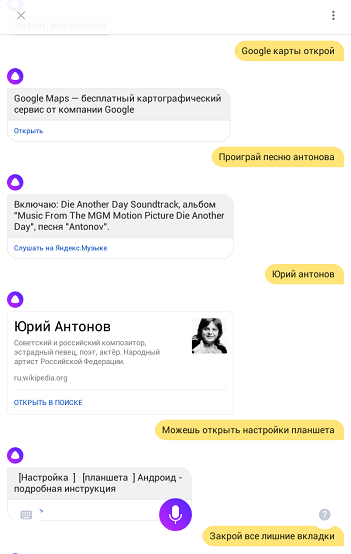 Google карты открой
Google Maps — бесплатный картографический
сервис от компании Google
Открыть
Проиграй песню антонова
Включаю: Die Another Day Soundtrack, альбом
"Music From The MGM Motion Picture Die Another
Day", песня "Antonov".
Слушать на Яндекс.Музыке
Юрий антонов
Юрий Антонов
Советский и российский композитор,
эстрадный певец, поэт, актёр. Народный
артист Российской Федерации.
ru.wikipedia.org
ОТКРЫТЬ В ПОИСКЕ
Можешь открыть настройки планшета
[Настройка ] [планшета ] Андроид -
подробная инструкция
?
Закрой все лишние вкладки